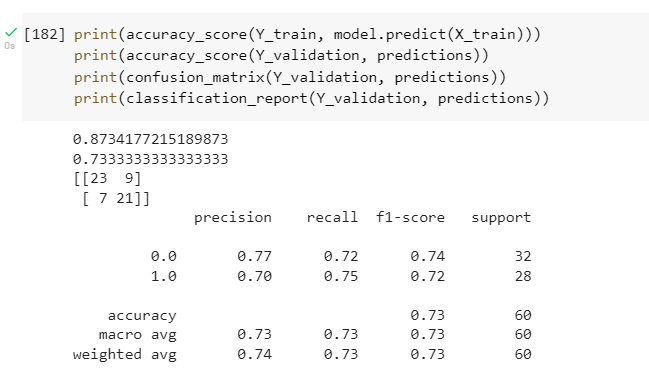 [182] print(accuracy_score(Y_train, model.predict(X_train)))
print(accuracy_score(Y_validation, predictions))
print(confusion_matrix(Y_validation, predictions))
print(classification_report(Y_validation, predictions))
0s
0.8734177215189873
0.7333333333333333
[[23  9]
 [ 7 21]]
              precision    recall  f1-score   support
         0.0       0.77      0.72      0.74        32
         1.0       0.70      0.75      0.72        28
    accuracy                           0.73        60
   macro avg       0.73      0.73      0.73        60
weighted avg       0.74      0.73      0.73        60